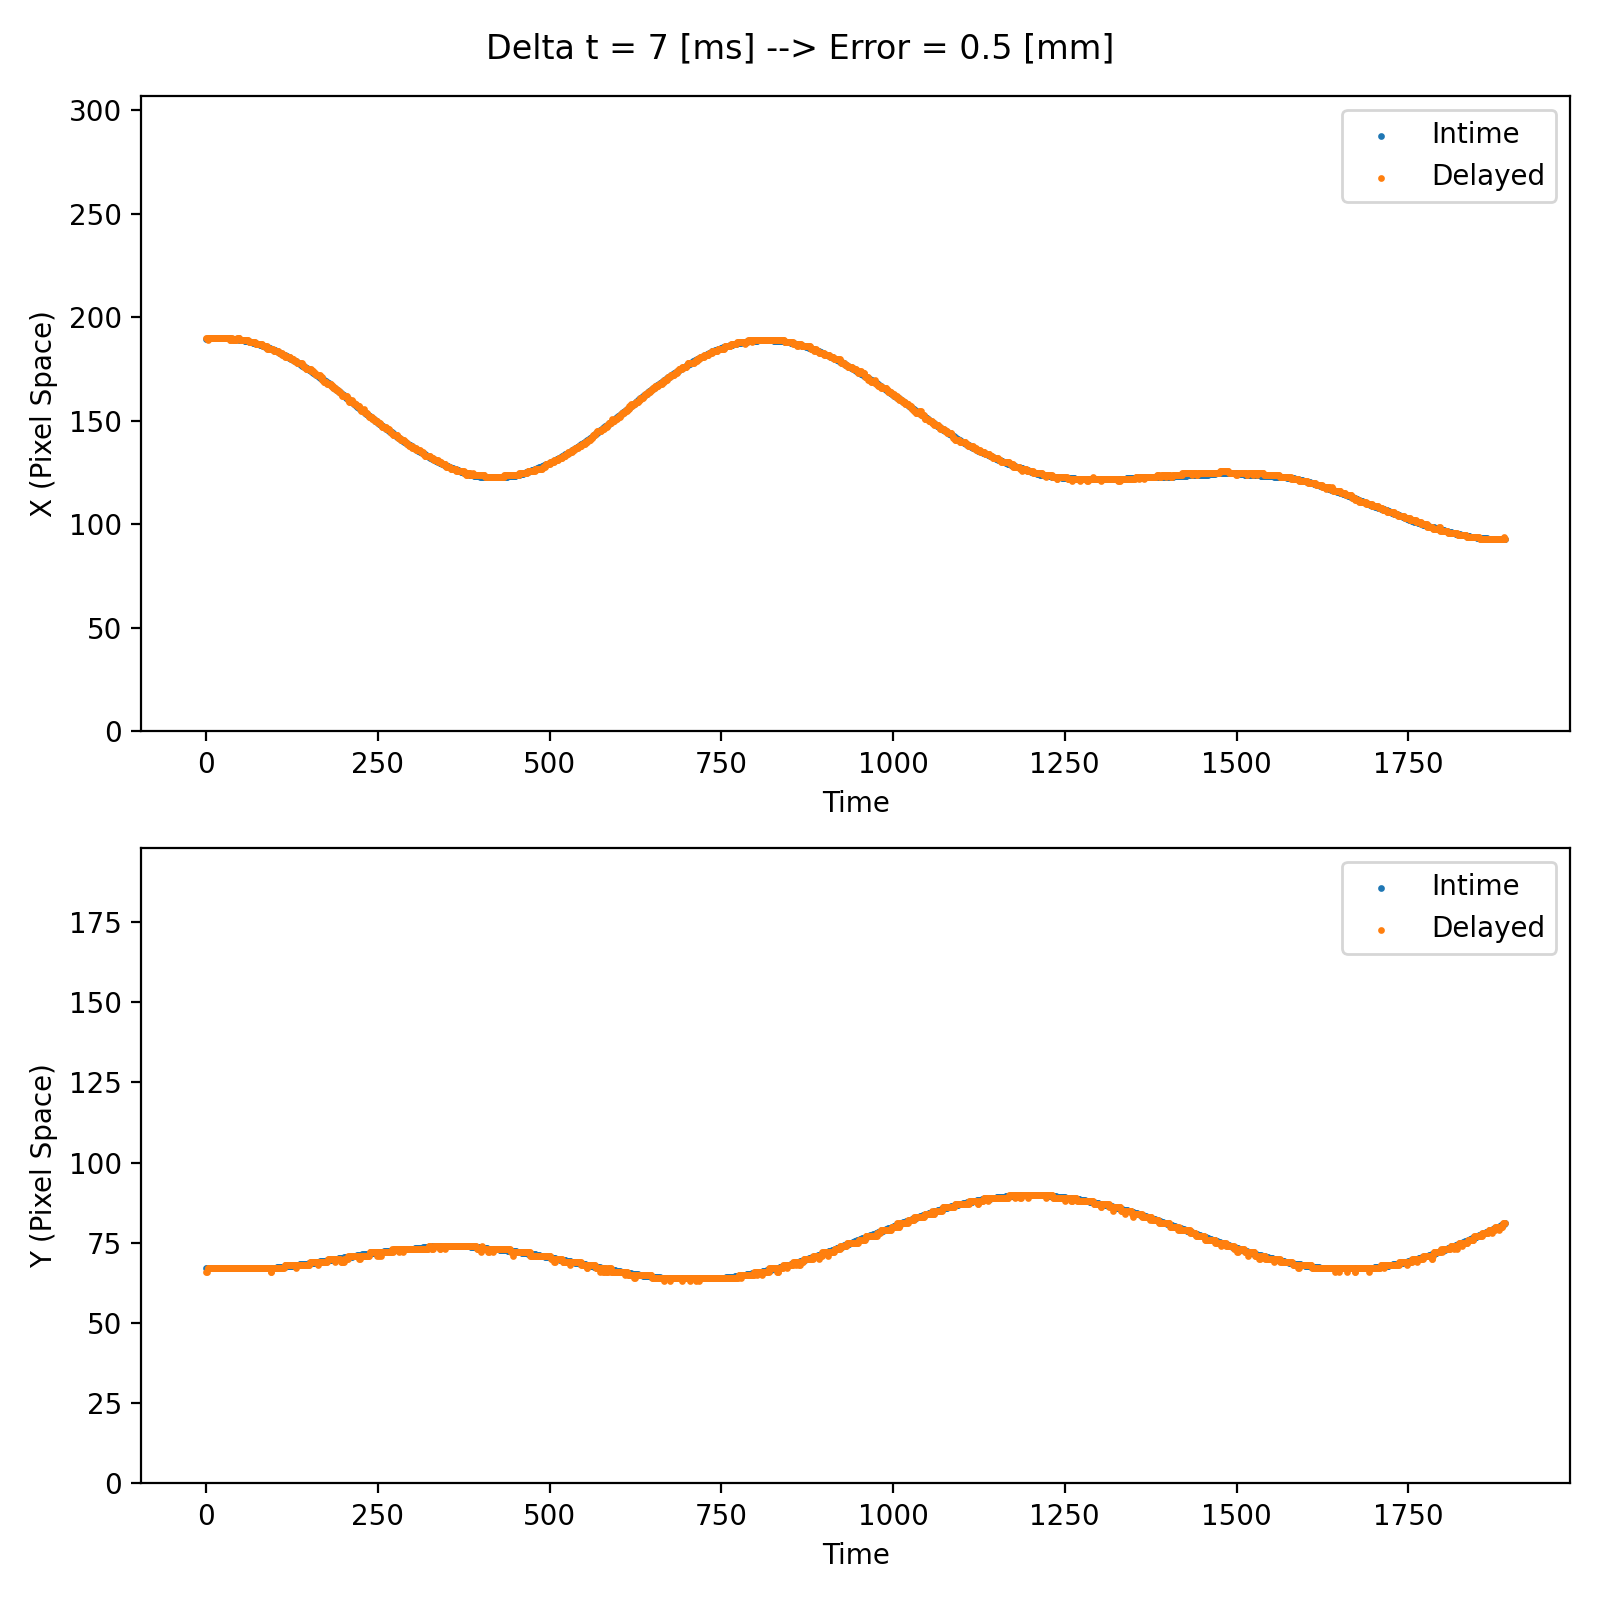 Delta t = 7 [ms] --> Error = 0.5 [mm]
300
250
200
150
100
50
0
X (Pixel Space)
Intime
Delayed
0 250 500 750 1000 1250 1500 1750
Time
175
150
125
100
75
50
25
0
Y (Pixel Space)
Intime
Delayed
0 250 500 750 1000 1250 1500 1750
Time